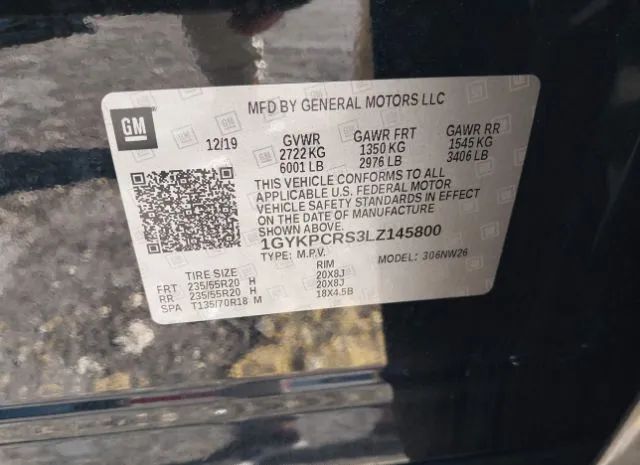 GM
MFD BY GENERAL MOTORS LLC
12/19 GVWR GAWR FRT GAWR RR
2722 KG 1350 KG 1545 KG
6001 LB 2976 LB 3406 LB
THIS VEHICLE CONFORMS TO ALL
APPLICABLE U.S. FEDERAL MOTOR
VEHICLE SAFETY STANDARDS IN EFFECT
ON THE DATE OF MANUFACTURE SHOWN ABOVE.
1GYKPCRS3LZ145800
TYPE: M.P.V. MODEL: 306NW26
TIRE SIZE RIM
FRT 235/55R20 H 20X8J
RR 235/55R20 H 20X8J
SPA T135/70R18 M 18X4.5B